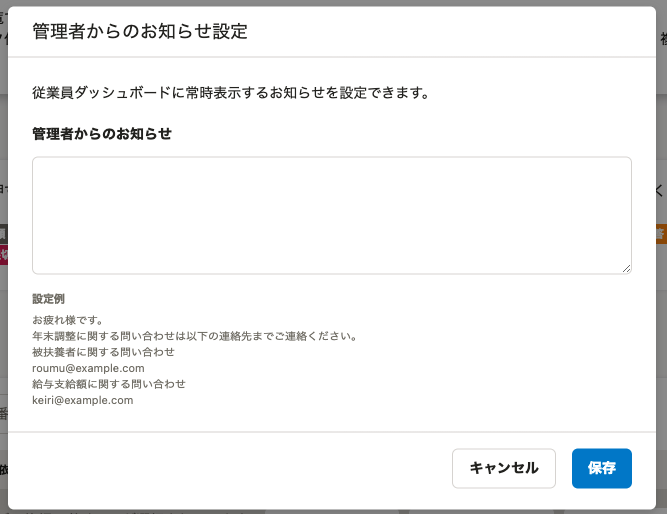 管理者からのお知らせ設定
従業員ダッシュボードに常時表示するお知らせを設定できます。
管理者からのお知らせ
設定例
お疲れ様です。
年末調整に関する問い合わせは以下の連絡先までご連絡ください。
被扶養者に関する問い合わせ
roumu@example.com
給与支給額に関する問い合わせ
keiri@example.com
キャンセル
保存